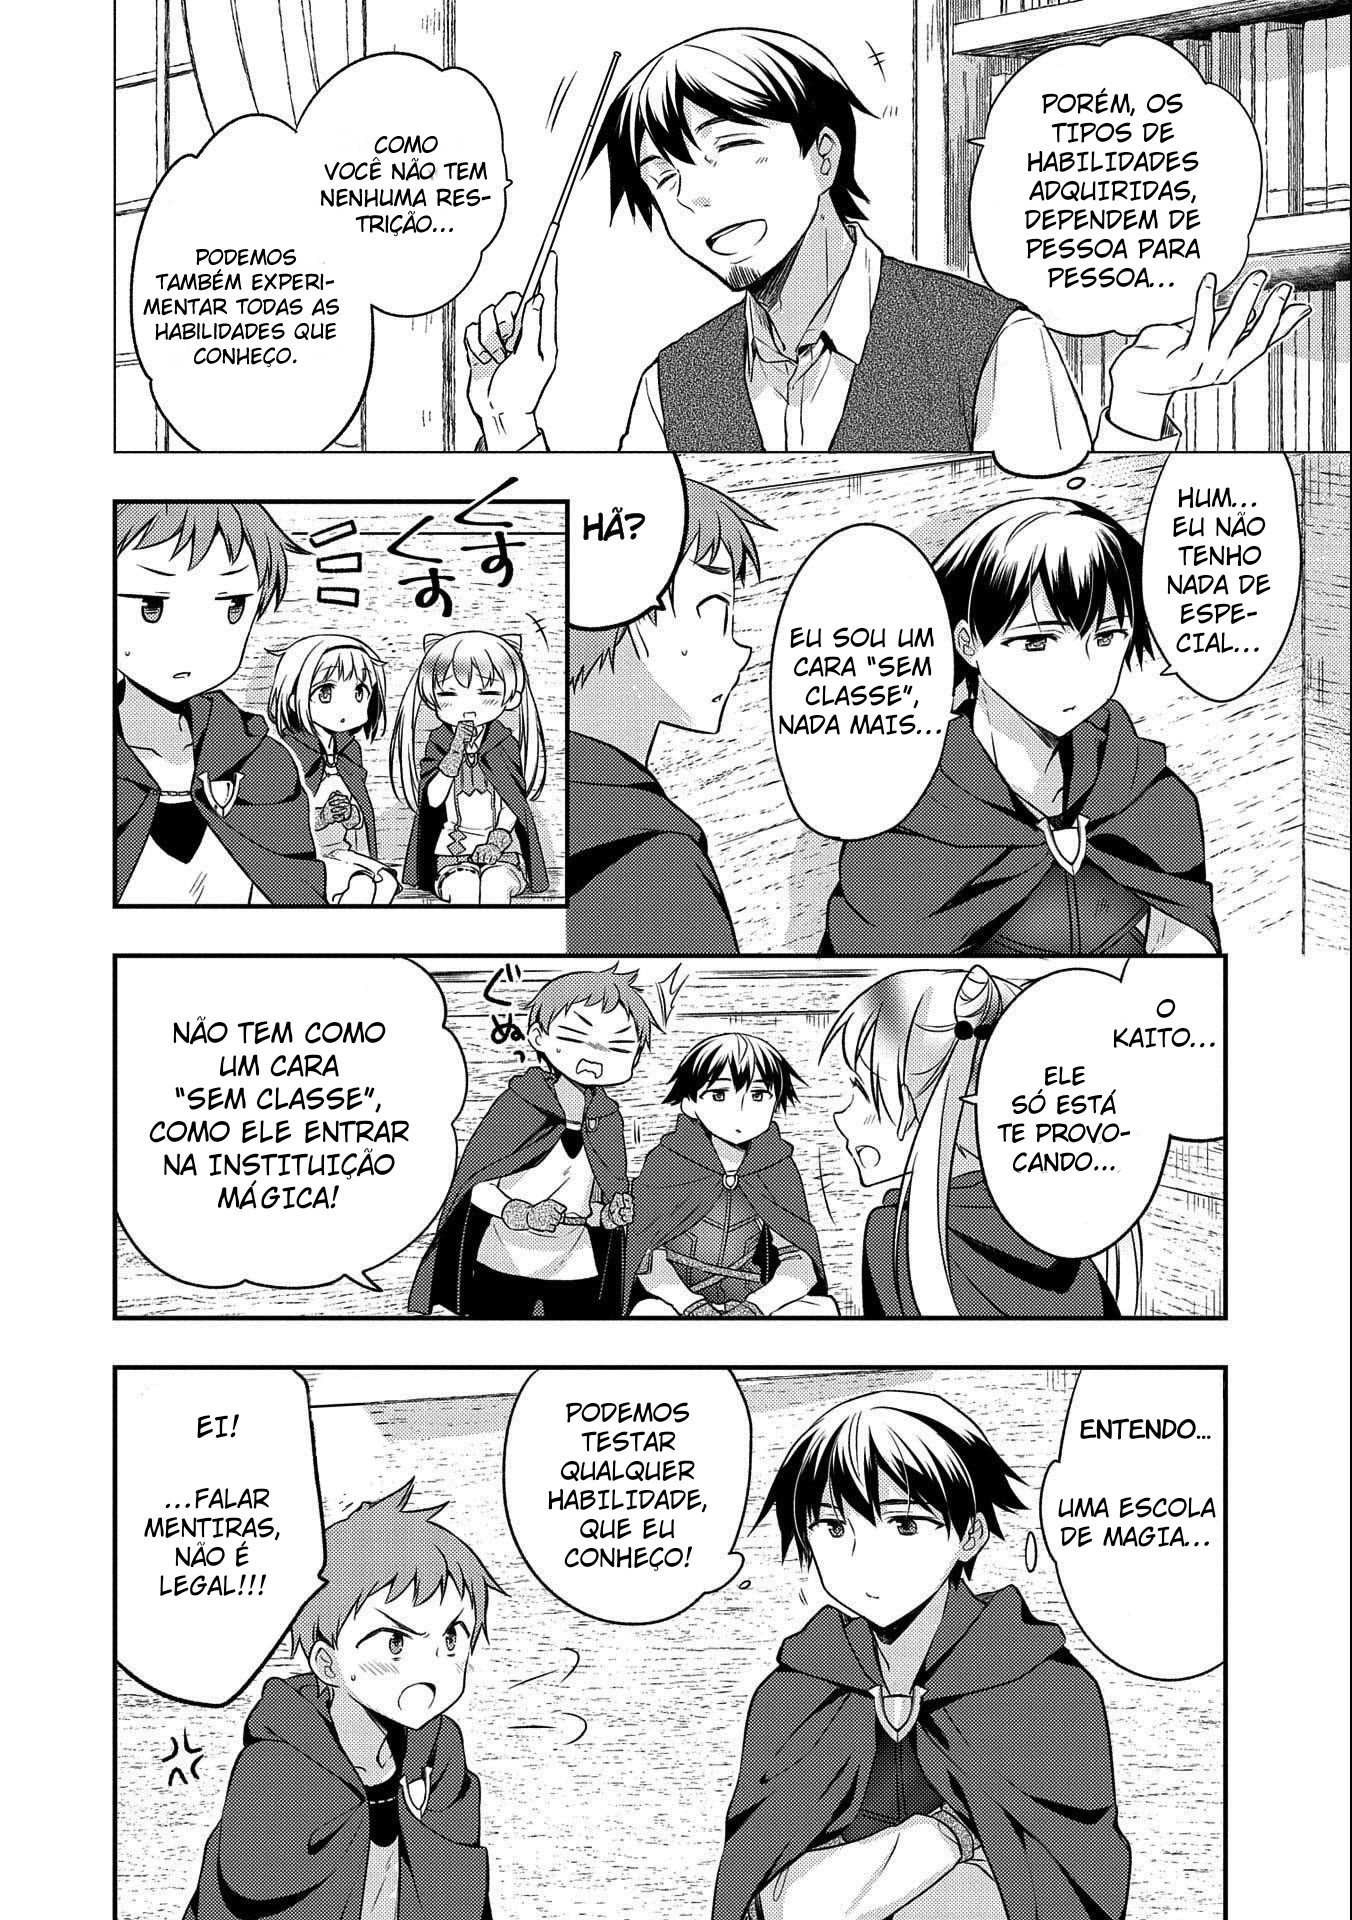 PORÉM, OS
TIPOS DE
HABILIDADES
ADQUIRIDAS,
DEPENDEM DE
PESSOA PARA
PESSOA...
COMO
VOCÊ NÃO TEM
NENHUMA RES-
TRIÇÃO...
PODEMOS
TAMBÉM EXPERI-
MENTAR TODAS AS
HABILIDADES QUE
CONHEÇO.
HUM...
EU NÃO
TENHO
NADA DE
ESPE-
CIAL...
EU SOU UM
CARA "SEM
CLASSE",
NADA MAIS...
HÃ?
くすくす
O
KAITO...
ELE
SÓ ESTÁ
TE PROVO-
CANDO...
ぐぬっ
NÃO TEM COMO
UM CARA
"SEM CLASSE",
COMO ELE ENTRAR
NA INSTITUIÇÃO
MÁGICA!
ENTENDO...
UMA ESCOLA
DE MAGIA...
PODEMOS
TESTAR
QUALQUER
HABILIDADE,
QUE EU
CONHEÇO!
EI!
...FALAR
MENTIRAS,
NÃO É
LEGAL!!!